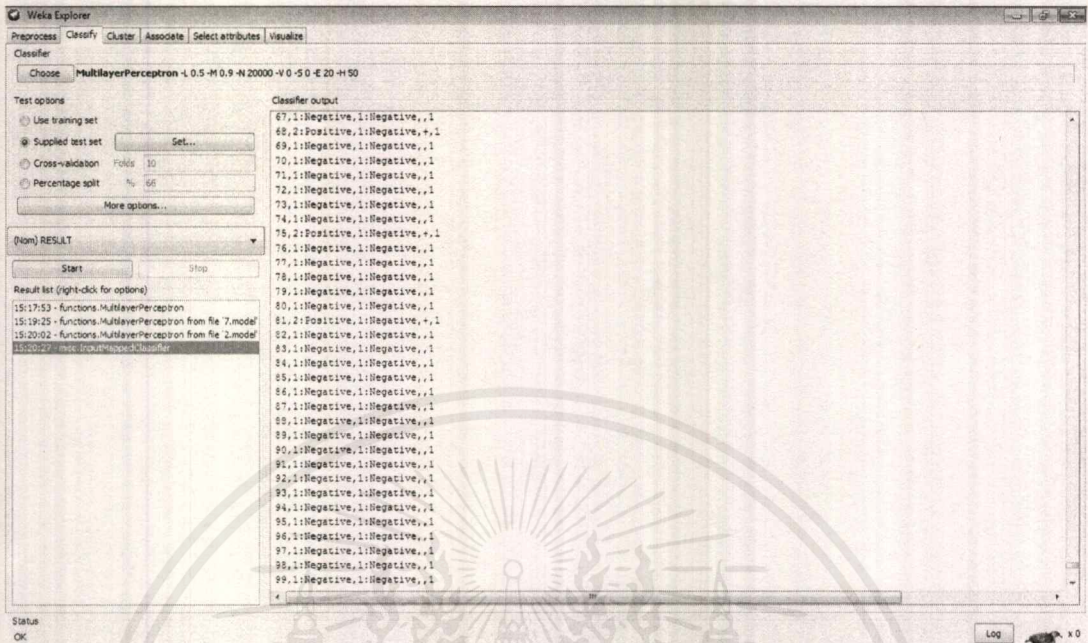 Weka Explorer
Preprocess Classify Cluster Associate Select attributes Visualize
Classifier
Choose MultilayerPerceptron -L 0.5 -M 0.9 -N 20000 -V 0 -S 0 -E 20 -H 50
Test options
Use training set
Supplied test set Set...
Cross-validation Folds 10
Percentage split % 66
More options...
(Nom) RESULT
Start Stop
Result list (right-click for options)
15:17:53 - functions.MultilayerPerceptron
15:19:25 - functions.MultilayerPerceptron from file '7.model'
15:20:02 - functions.MultilayerPerceptron from file '2.model'
15:20:27 - misc.InputMappedClassifier
Classifier output
67,1:Negative,1:Negative,,1
68,2:Positive,1:Negative,+,1
69,1:Negative,1:Negative,,1
70,1:Negative,1:Negative,,1
71,1:Negative,1:Negative,,1
72,1:Negative,1:Negative,,1
73,1:Negative,1:Negative,,1
74,1:Negative,1:Negative,,1
75,2:Positive,1:Negative,+,1
76,1:Negative,1:Negative,,1
77,1:Negative,1:Negative,,1
78,1:Negative,1:Negative,,1
79,1:Negative,1:Negative,,1
80,1:Negative,1:Negative,,1
81,2:Positive,1:Negative,+,1
82,1:Negative,1:Negative,,1
83,1:Negative,1:Negative,,1
84,1:Negative,1:Negative,,1
85,1:Negative,1:Negative,,1
86,1:Negative,1:Negative,,1
87,1:Negative,1:Negative,,1
88,1:Negative,1:Negative,,1
89,1:Negative,1:Negative,,1
90,1:Negative,1:Negative,,1
91,1:Negative,1:Negative,,1
92,1:Negative,1:Negative,,1
93,1:Negative,1:Negative,,1
94,1:Negative,1:Negative,,1
95,1:Negative,1:Negative,,1
96,1:Negative,1:Negative,,1
97,1:Negative,1:Negative,,1
98,1:Negative,1:Negative,,1
99,1:Negative,1:Negative,,1
Status
OK
Log x 0